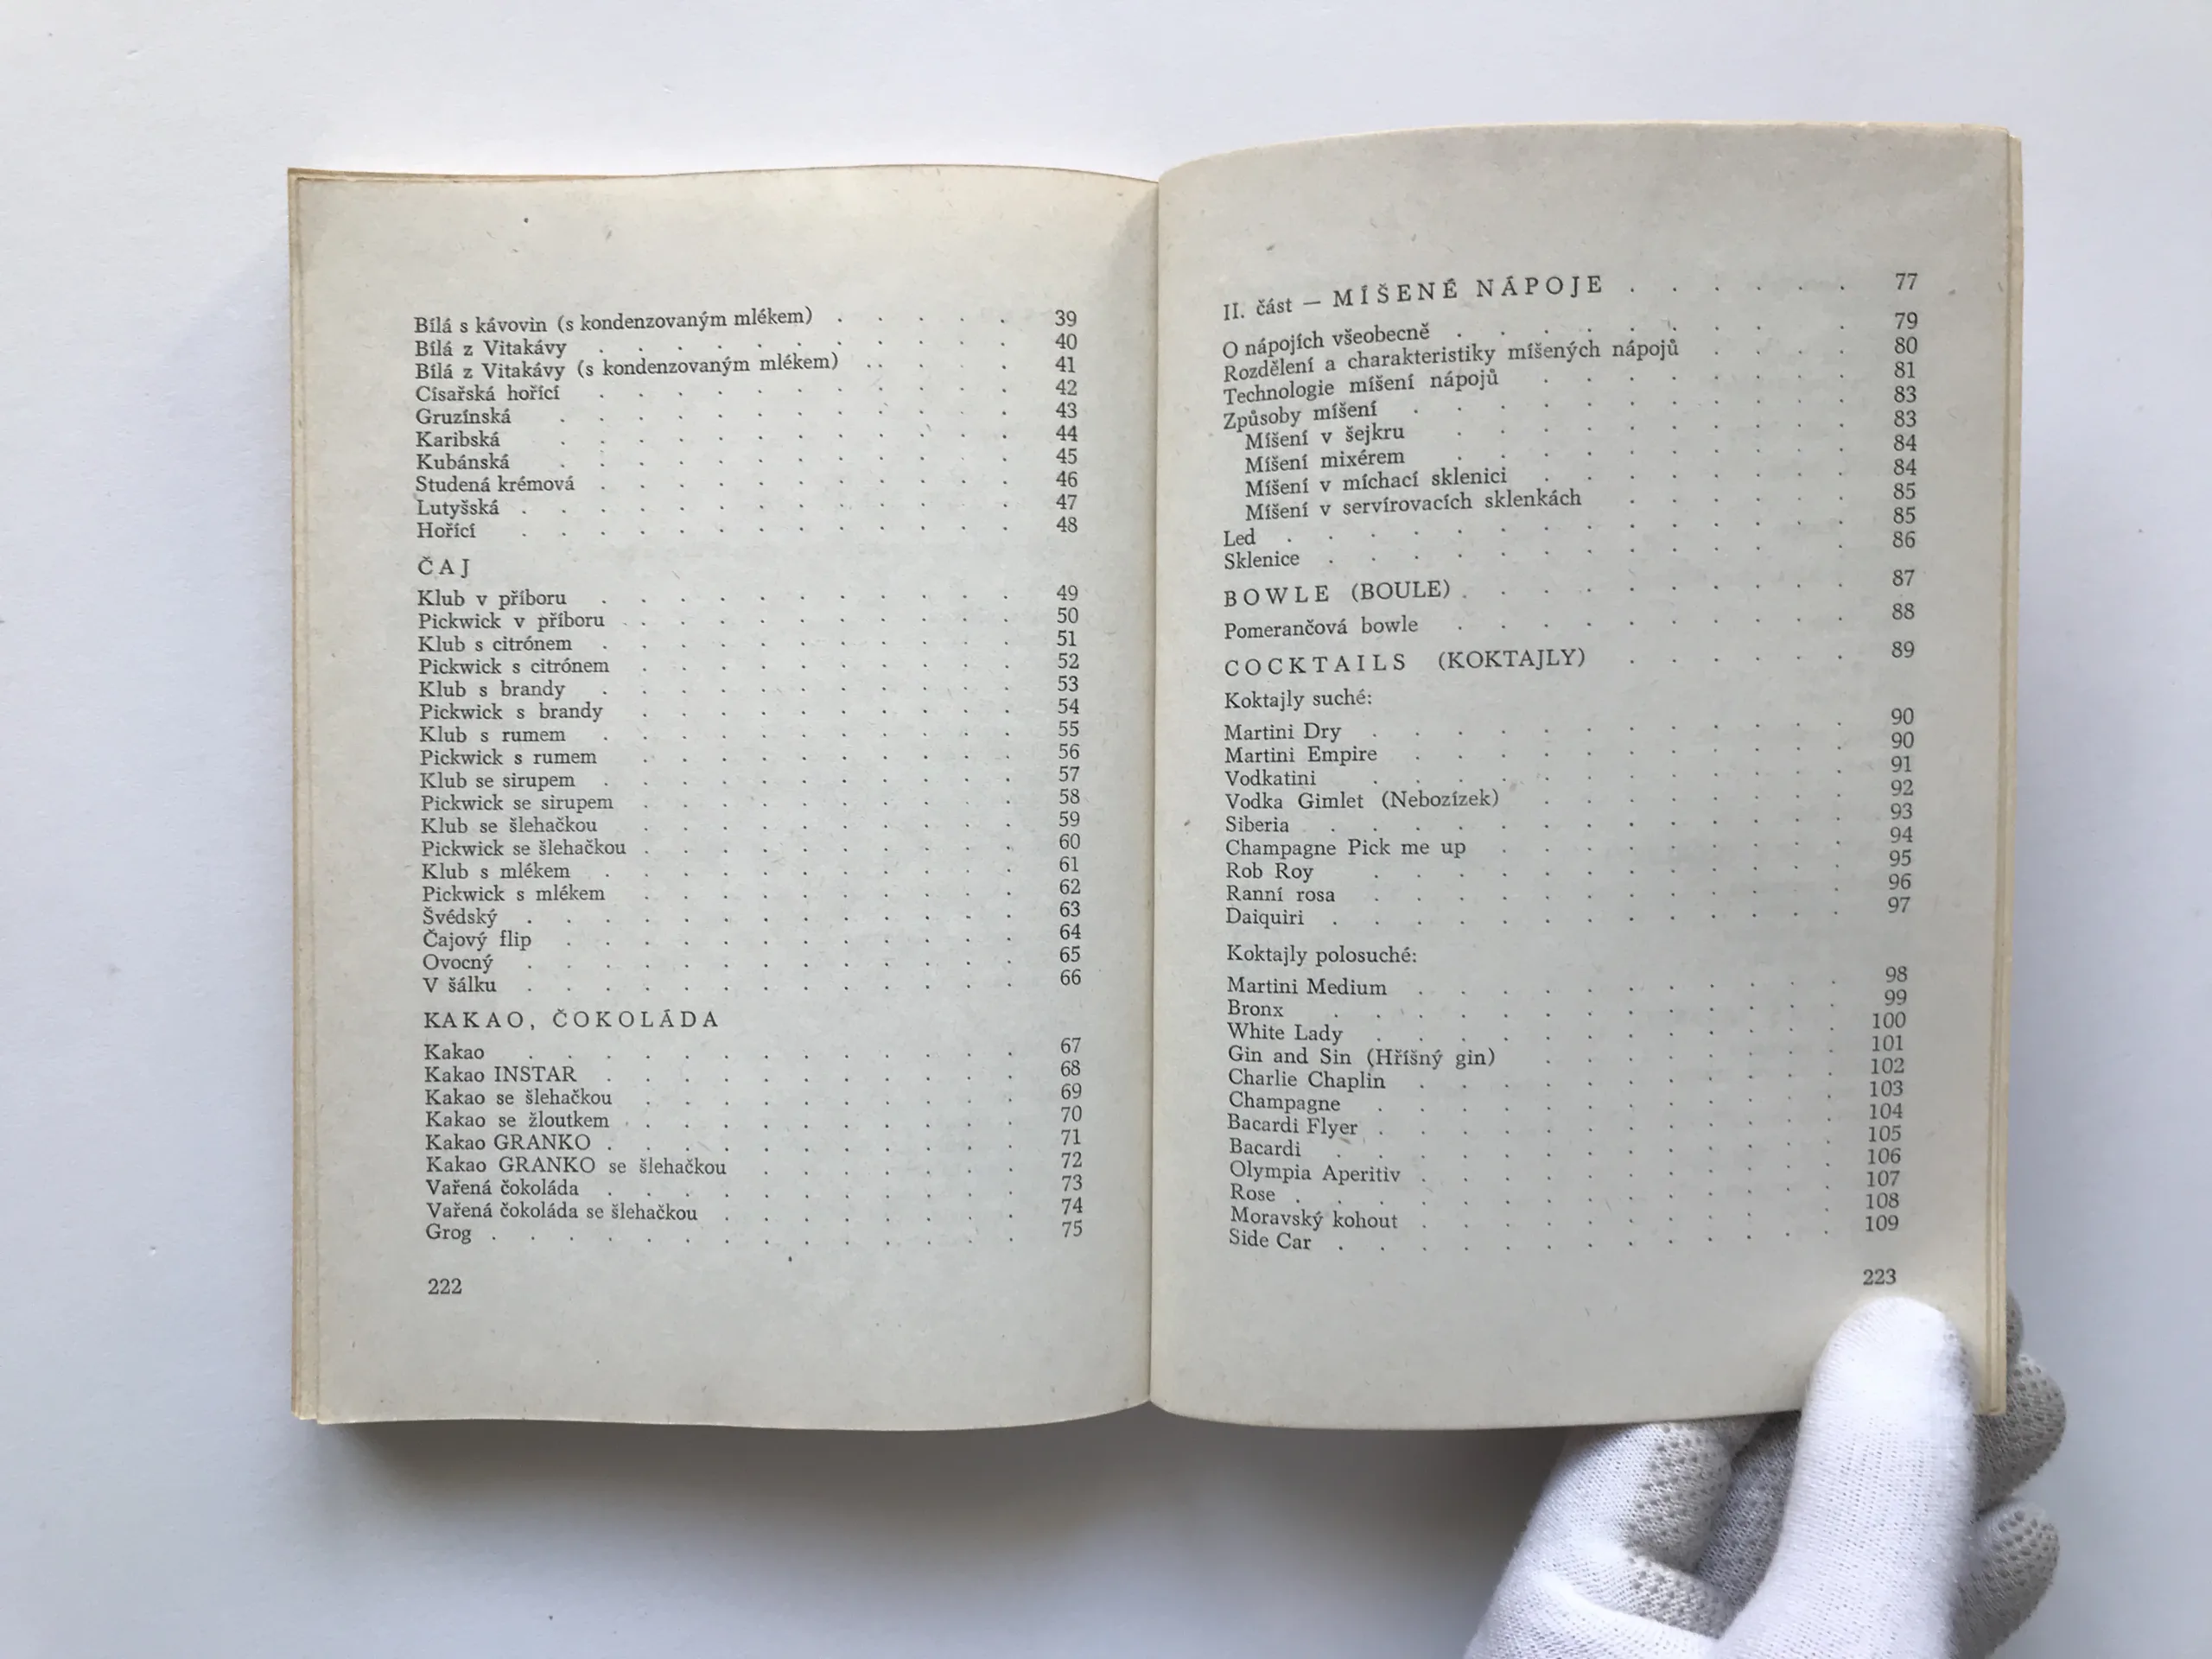 Bílá s kávovin (s kondenzovaným mlékem) . . . . . 39
Bílá z Vitakávy . . . . . . . . . . . 40
Bílá z Vitakávy (s kondenzovaným mlékem) . . . . . 41
Císařská hořící . . . . . . . . . . . 42
Gruzínská . . . . . . . . . . . . 43
Karibská . . . . . . . . . . . . 44
Kubánská . . . . . . . . . . . . 45
Studená krémová . . . . . . . . . . . 46
Lutyšská . . . . . . . . . . . . . 47
Hořící . . . . . . . . . . . . . 48
ČAJ
Klub v příboru . . . . . . . . . . . 49
Pickwick v příboru . . . . . . . . . . . 50
Klub s citrónem . . . . . . . . . . . 51
Pickwick s citrónem . . . . . . . . . . 52
Klub s brandy . . . . . . . . . . . 53
Pickwick s brandy . . . . . . . . . . 54
Klub s rumem . . . . . . . . . . . 55
Pickwick s rumem . . . . . . . . . . 56
Klub se sirupem . . . . . . . . . . . 57
Pickwick se sirupem . . . . . . . . . . 58
Klub se šlehačkou . . . . . . . . . . 59
Pickwick se šlehačkou . . . . . . . . . . 60
Klub s mlékem . . . . . . . . . . . 61
Pickwick s mlékem . . . . . . . . . . 62
Švédský . . . . . . . . . . . . . 63
Čajový flip . . . . . . . . . . . . 64
Ovocný . . . . . . . . . . . . . 65
V šálku . . . . . . . . . . . . . 66
KAKAO, ČOKOLÁDA
Kakao . . . . . . . . . . . . . 67
Kakao INSTAR . . . . . . . . . . . 68
Kakao se šlehačkou . . . . . . . . . . 69
Kakao se žloutkem . . . . . . . . . . 70
Kakao GRANKO . . . . . . . . . . . 71
Kakao GRANKO se šlehačkou . . . . . . . 72
Vařená čokoláda . . . . . . . . . . . 73
Vařená čokoláda se šlehačkou . . . . . . . . 74
Grog . . . . . . . . . . . . . . 75
222
II. část — MÍŠENÉ NÁPOJE . . . . . . 77
O nápojích všeobecně . . . . . . . . . 79
Rozdělení a charakteristiky míšených nápojů . . . . 80
Technologie míšení nápojů . . . . . . . . 81
Způsoby míšení . . . . . . . . . . . 83
Míšení v šejkru . . . . . . . . . . 83
Míšení mixérem . . . . . . . . . . 84
Míšení v míchací sklenici . . . . . . . . 84
Míšení v servírovacích sklenkách . . . . . . 85
Led . . . . . . . . . . . . . . 85
Sklenice . . . . . . . . . . . . . 86
BOWLE (BOULE) . . . . . . . . . . 87
Pomerančová bowle . . . . . . . . . . 88
COCKTAILS (KOKTAJLY) . . . . . . 89
Koktajly suché:
Martini Dry . . . . . . . . . . . . 90
Martini Empire . . . . . . . . . . . 90
Vodkatini . . . . . . . . . . . . 91
Vodka Gimlet (Nebozízek) . . . . . . . . 92
Siberia . . . . . . . . . . . . . 93
Champagne Pick me up . . . . . . . . . 94
Rob Roy . . . . . . . . . . . . 95
Ranní rosa . . . . . . . . . . . . 96
Daiquiri . . . . . . . . . . . . . 97
Koktajly polosuché:
Martini Medium . . . . . . . . . . . 98
Bronx . . . . . . . . . . . . . 99
White Lady . . . . . . . . . . . . 100
Gin and Sin (Hříšný gin) . . . . . . . . 101
Charlie Chaplin . . . . . . . . . . . 102
Champagne . . . . . . . . . . . . 103
Bacardi Flyer . . . . . . . . . . . . 104
Bacardi . . . . . . . . . . . . . 105
Olympia Aperitiv . . . . . . . . . . . 106
Rose . . . . . . . . . . . . . . 107
Moravský kohout . . . . . . . . . . . 108
Side Car . . . . . . . . . . . . . 109
223